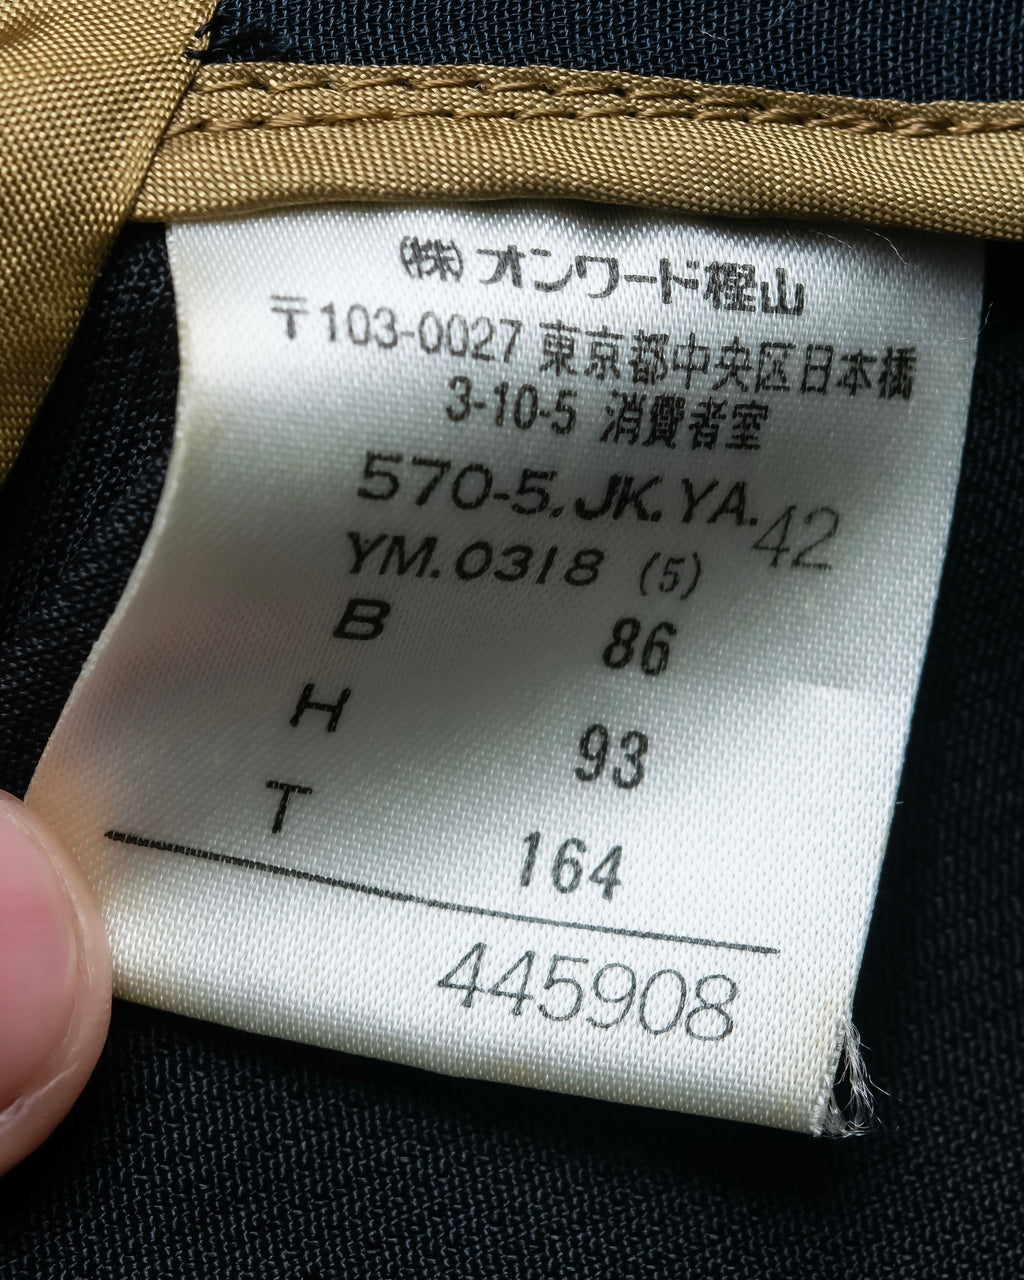 (株)オンワード樫山
〒103-0027 東京都中央区日本橋
3-10-5 消費者室
570-5.JK.YA.42
YM.0318 (5)
B 86
H 93
T 164
445908